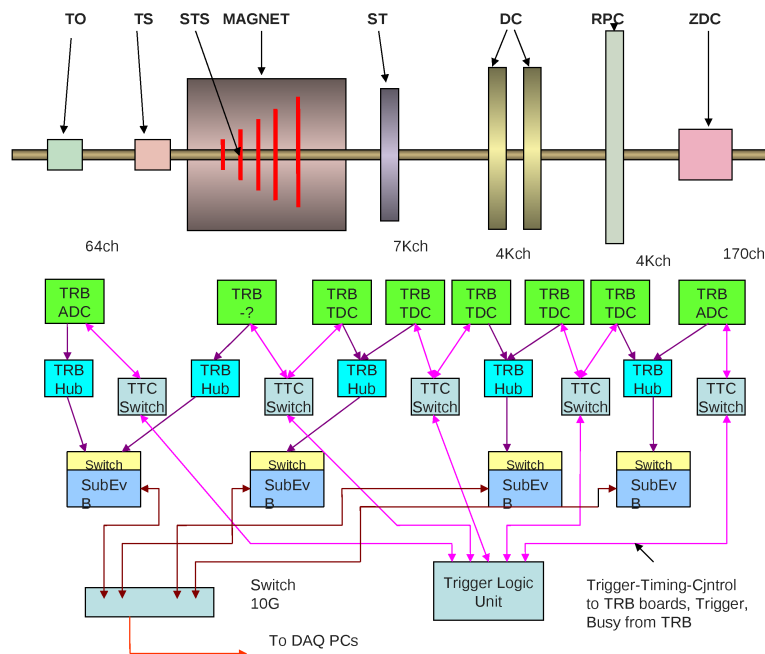 TO TS STS MAGNET ST DC RPC ZDC
64ch 7Kch 4Kch 4Kch 170ch
TRB
ADC
TRB
-?
TRB
TDC
TRB
TDC
TRB
TDC
TRB
TDC
TRB
TDC
TRB
ADC
TRB
Hub
TTC
Switch
TRB
Hub
TTC
Switch
TRB
Hub
TTC
Switch
TRB
Hub
TTC
Switch
TRB
Hub
TTC
Switch
Switch
SubEv
B
Switch
SubEv
B
Switch
SubEv
B
Switch
SubEv
B
Switch
10G
Trigger Logic
Unit
Trigger-Timing-Cjntrol
to TRB boards, Trigger,
Busy from TRB
To DAQ PCs